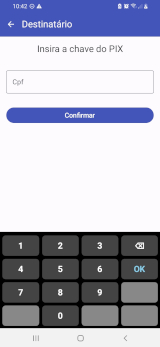 10:42
Destinatário
Insira a chave do PIX
Cpf
Confirmar
1 2 3
4 5 6 OK
7 8 9
0